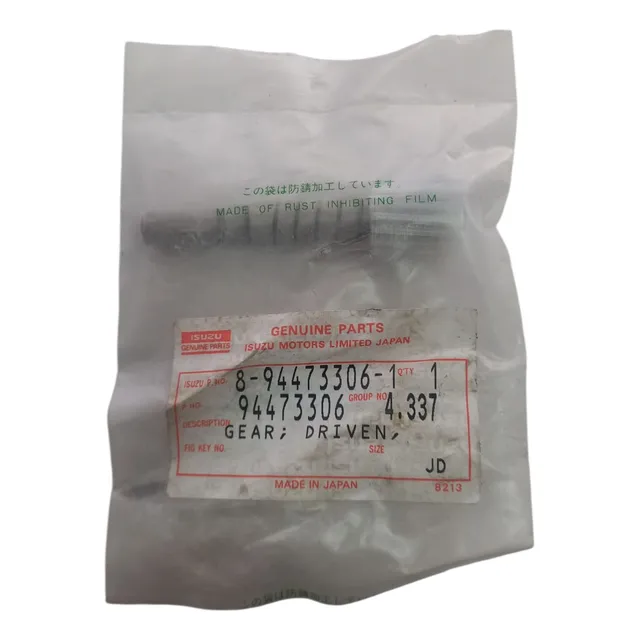 この袋は防錆加工しています
MADE OF RUST INHIBITING FILM
ISUZU
GENUINE PARTS
GENUINE PARTS
ISUZU MOTORS LIMITED JAPAN
ISUZU P.NO. 8-94473306-1 QTY 1
P.NO. 94473306 GROUP NO. 4.337
DESCRIPTION GEAR; DRIVEN,
FIG KEY NO. SIZE
JD
MADE IN JAPAN 8213